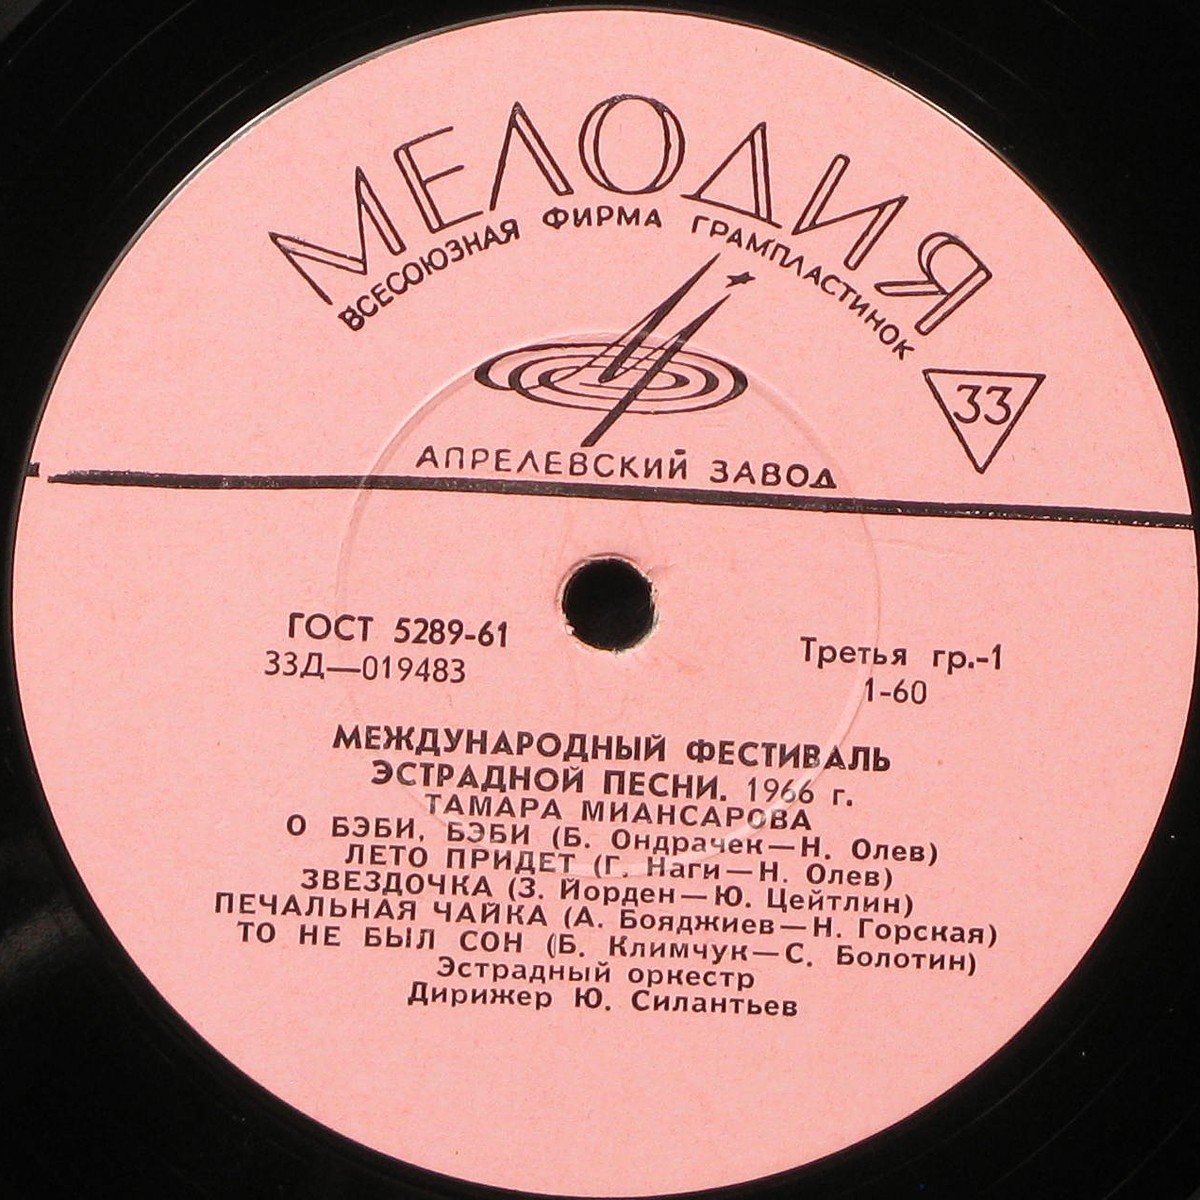 МЕЛОДИЯ
ВСЕСОЮЗНАЯ ФИРМА ГРАМПЛАСТИНОК
33
АПРЕЛЕВСКИЙ ЗАВОД
ГОСТ 5289-61
33Д—019483
Третья гр.-1
1-60
МЕЖДУНАРОДНЫЙ ФЕСТИВАЛЬ
ЭСТРАДНОЙ ПЕСНИ. 1966 г.
ТАМАРА МИАНСАРОВА
О БЭБИ, БЭБИ (Б. Ондрачек—Н. Олев)
ЛЕТО ПРИДЕТ (Г. Наги—Н. Олев)
ЗВЕЗДОЧКА (З. Йорден—Ю. Цейтлин)
ПЕЧАЛЬНАЯ ЧАЙКА (А. Бояджиев—Н. Горская)
ТО НЕ БЫЛ СОН (Б. Климчук—С. Болотин)
Эстрадный оркестр
Дирижер Ю. Силантьев